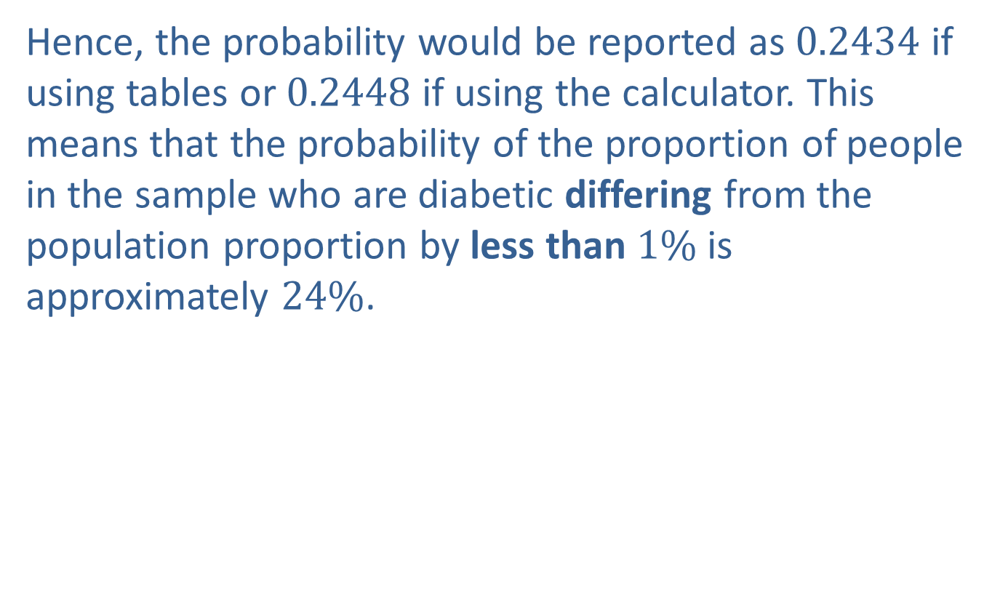 Hence, the probability would be reported as 0.2434 if
using tables or 0.2448 if using the calculator. This
means that the probability of the proportion of people
in the sample who are diabetic differing from the
population proportion by less than 1% is
approximately 24%.